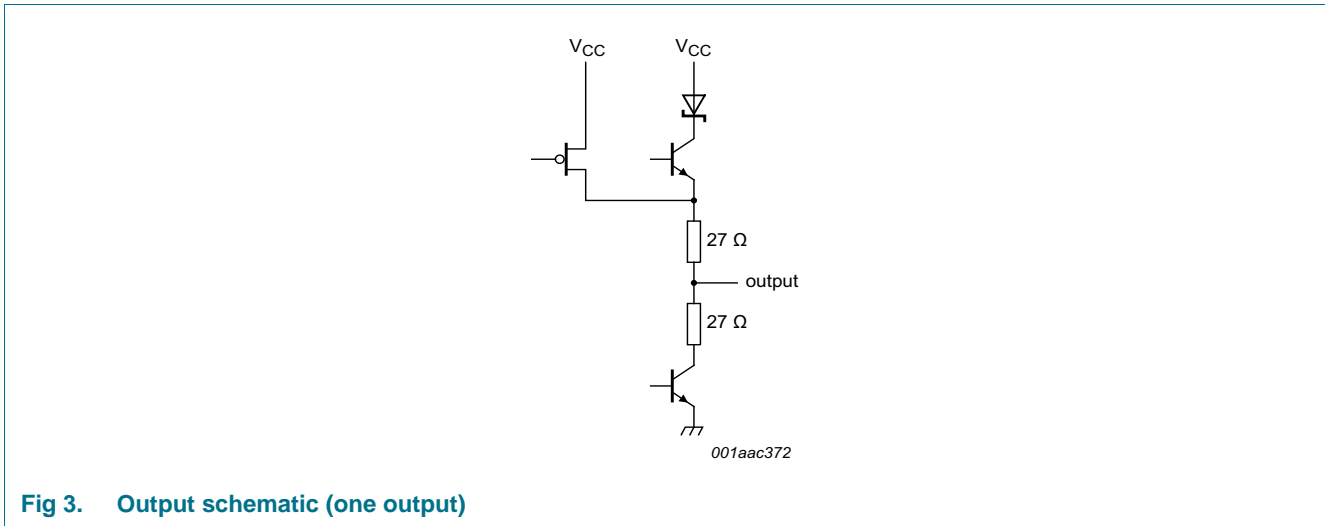 VCC VCC
27 Ω
output
27 Ω
001aac372
Fig 3. Output schematic (one output)